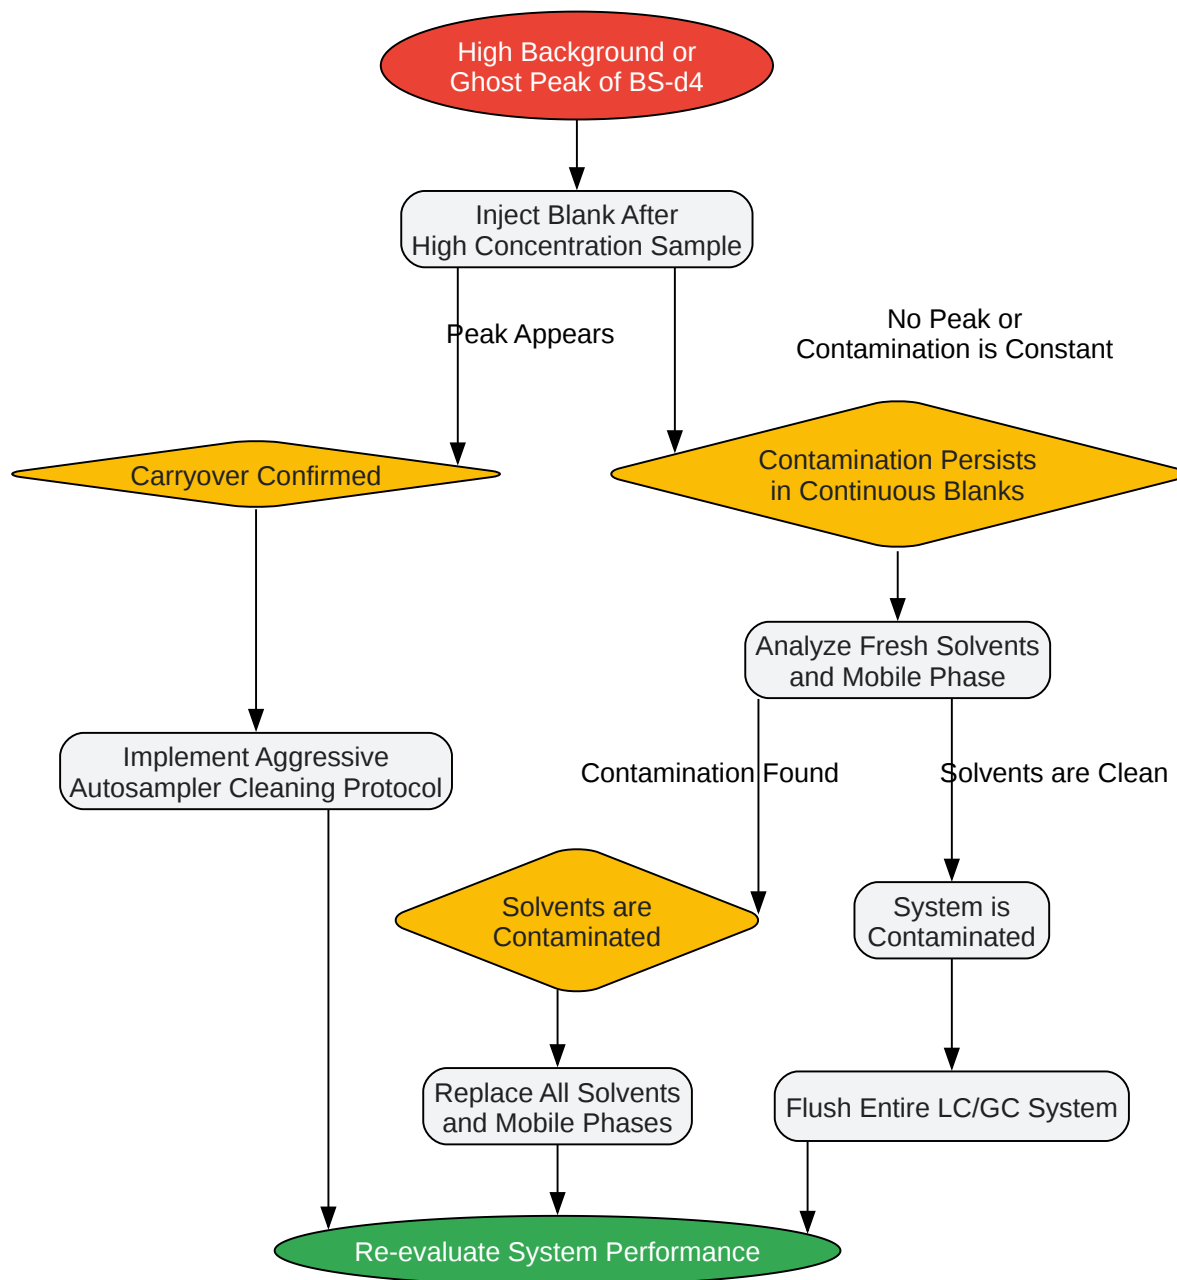 High Background or
Ghost Peak of BS-d4
Inject Blank After
High Concentration Sample
Peak Appears
No Peak or
Contamination is Constant
Carryover Confirmed
Contamination Persists
in Continuous Blanks
Analyze Fresh Solvents
and Mobile Phase
Implement Aggressive
Autosampler Cleaning Protocol
Contamination Found
Solvents are Clean
Solvents are
Contaminated
System is
Contaminated
Replace All Solvents
and Mobile Phases
Flush Entire LC/GC System
Re-evaluate System Performance